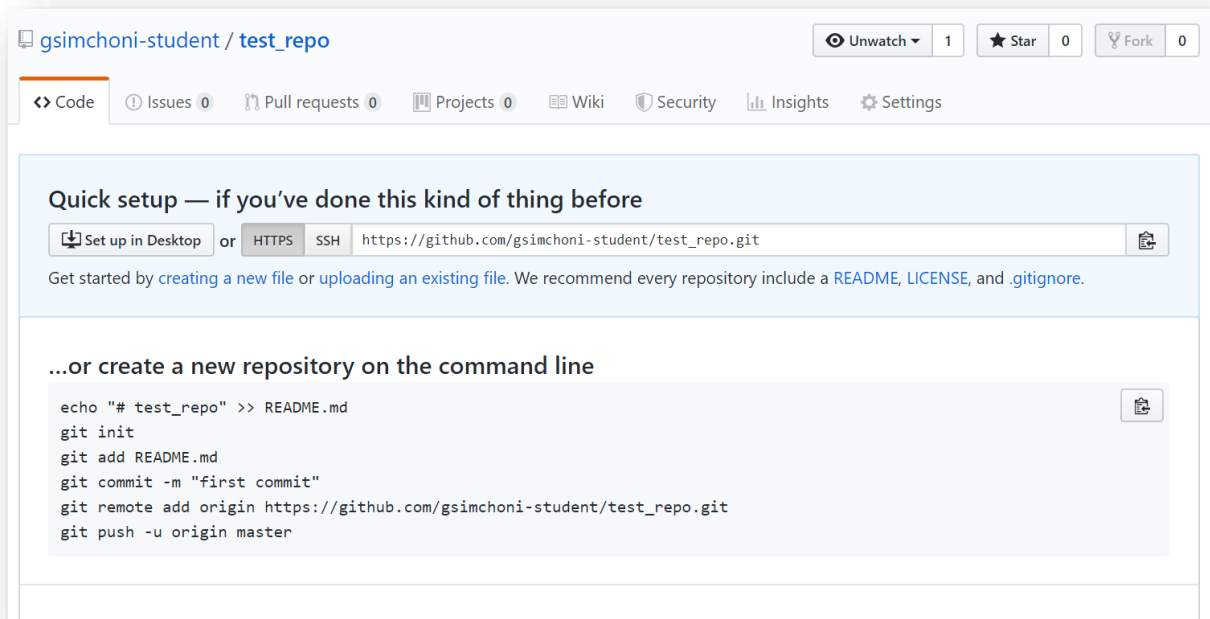 gsimchoni-student / test_repo
Unwatch 1 Star 0 Fork 0
Code Issues 0 Pull requests 0 Projects 0 Wiki Security Insights Settings
Quick setup — if you’ve done this kind of thing before
Set up in Desktop or HTTPS SSH https://github.com/gsimchoni-student/test_repo.git
Get started by creating a new file or uploading an existing file. We recommend every repository include a README, LICENSE, and .gitignore.
…or create a new repository on the command line
echo "# test_repo" >> README.md
git init
git add README.md
git commit -m "first commit"
git remote add origin https://github.com/gsimchoni-student/test_repo.git
git push -u origin master